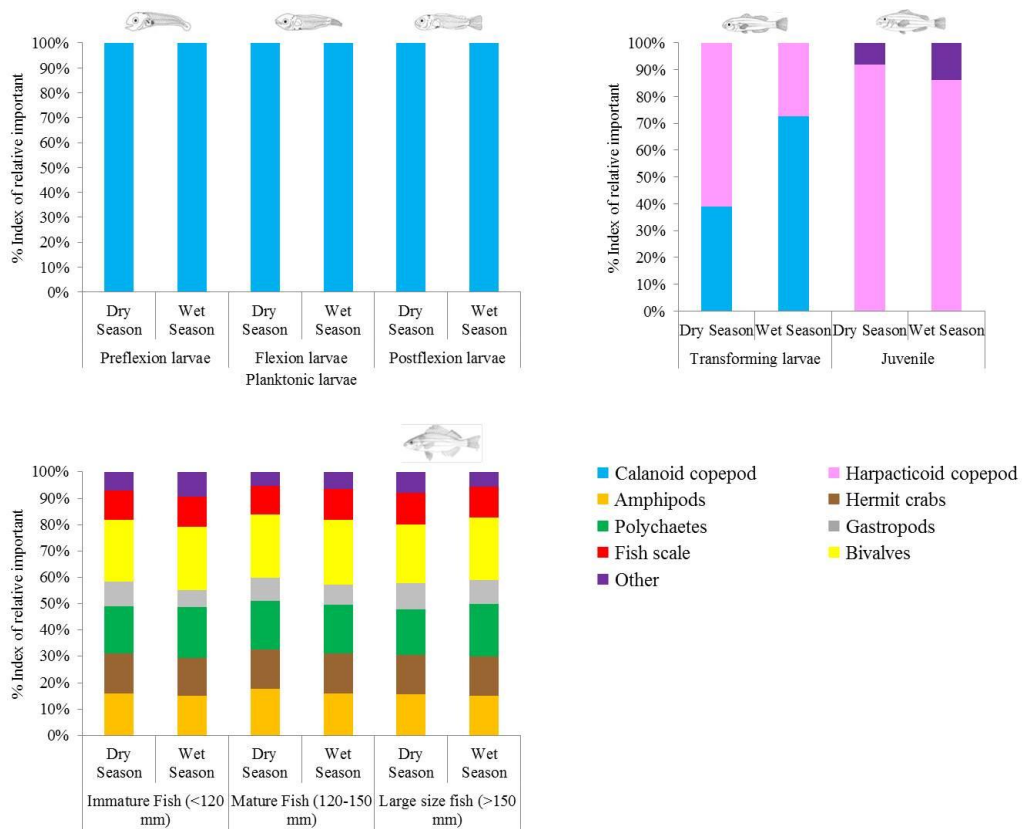 % Index of relative important
100%
90%
80%
70%
60%
50%
40%
30%
20%
10%
0%
Dry Season
Wet Season
Dry Season
Wet Season
Dry Season
Wet Season
Preflexion larvae
Flexion larvae
Postflexion larvae
Planktonic larvae
% Index of relative important
100%
90%
80%
70%
60%
50%
40%
30%
20%
10%
0%
Dry Season
Wet Season
Dry Season
Wet Season
Transforming larvae
Juvenile
% Index of relative important
100%
90%
80%
70%
60%
50%
40%
30%
20%
10%
0%
Dry Season
Wet Season
Dry Season
Wet Season
Dry Season
Wet Season
Immature Fish (<120 mm)
Mature Fish (120-150 mm)
Large size fish (>150 mm)
Calanoid copepod
Harpacticoid copepod
Amphipods
Hermit crabs
Polychaetes
Gastropods
Fish scale
Bivalves
Other